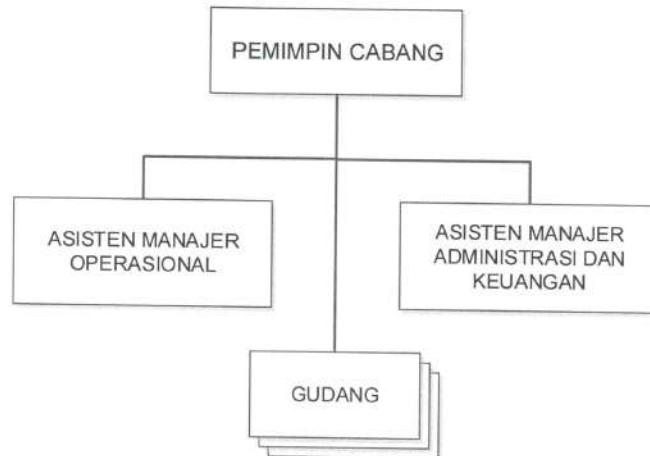 PEMIMPIN CABANG
ASISTEN MANAJER
OPERASIONAL
ASISTEN MANAJER
ADMINISTRASI DAN
KEUANGAN
GUDANG